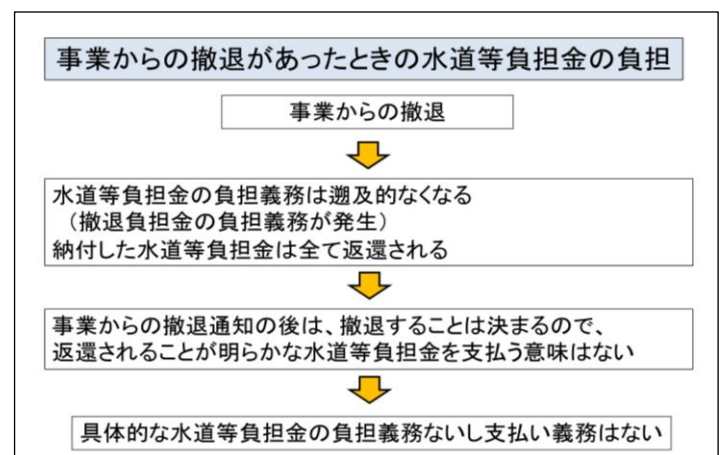 事業からの撤退があったときの水道等負担金の負担
事業からの撤退
水道等負担金の負担義務は遡及的なくなる
（撤退負担金の負担義務が発生）
納付した水道等負担金は全て返還される
事業からの撤退通知の後は、撤退することは決まるので、
返還されることが明らかな水道等負担金を支払う意味はない
具体的な水道等負担金の負担義務ないし支払い義務はない